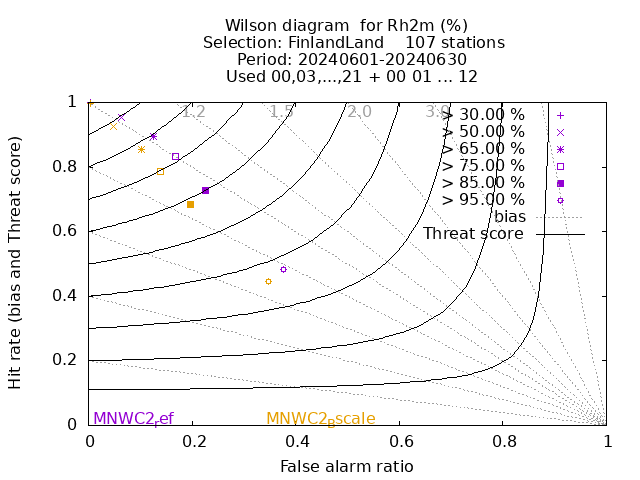 Wilson diagram  for Rh2m (%)
Selection: FinlandLand    107 stations
Period: 20240601-20240630
Used 00,03,...,21 + 00 01 ... 12
Hit rate (bias and Threat score)
1
0.8
0.6
0.4
0.2
0
1.2 1.5 2.0 3.0
> 30.00 %
> 50.00 %
> 65.00 %
> 75.00 %
> 85.00 %
> 95.00 %
bias
Threat score
MNWC2ref MNWC2Bscale
0 0.2 0.4 0.6 0.8 1
False alarm ratio